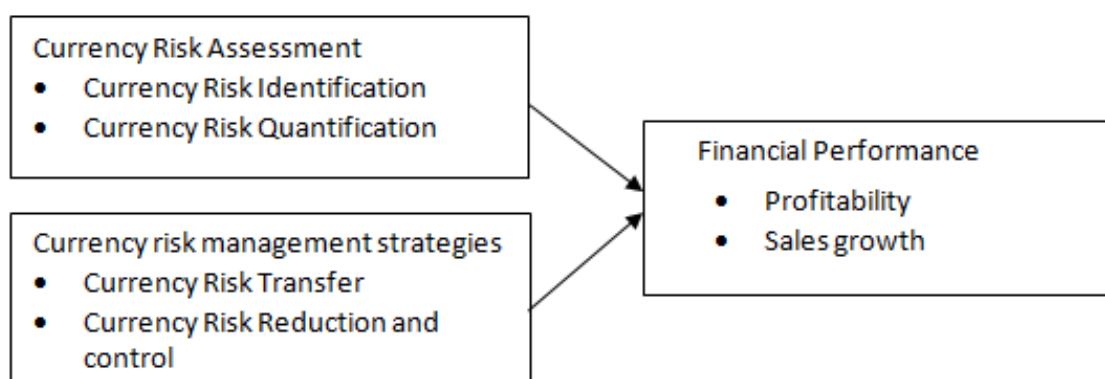 Currency Risk Assessment
• Currency Risk Identification
• Currency Risk Quantification
Currency risk management strategies
• Currency Risk Transfer
• Currency Risk Reduction and
control
Financial Performance
• Profitability
• Sales growth